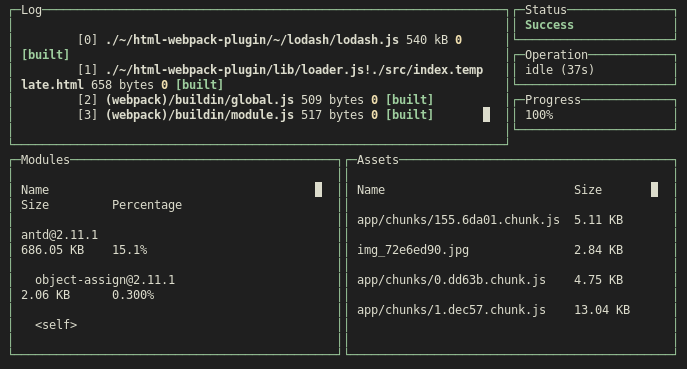 Log
[0] ./~/html-webpack-plugin/~/lodash/lodash.js 540 kB 0
[built]
[1] ./~/html-webpack-plugin/lib/loader.js!./src/index.temp
late.html 658 bytes 0 [built]
[2] (webpack)/buildin/global.js 509 bytes 0 [built]
[3] (webpack)/buildin/module.js 517 bytes 0 [built]
Status
Success
Operation
idle (37s)
Progress
100%
Modules
Name
Size Percentage
antd@2.11.1
686.05 KB 15.1%
object-assign@2.11.1
2.06 KB 0.300%
<self>
Assets
Name Size
app/chunks/155.6da01.chunk.js 5.11 KB
img_72e6ed90.jpg 2.84 KB
app/chunks/0.dd63b.chunk.js 4.75 KB
app/chunks/1.dec57.chunk.js 13.04 KB